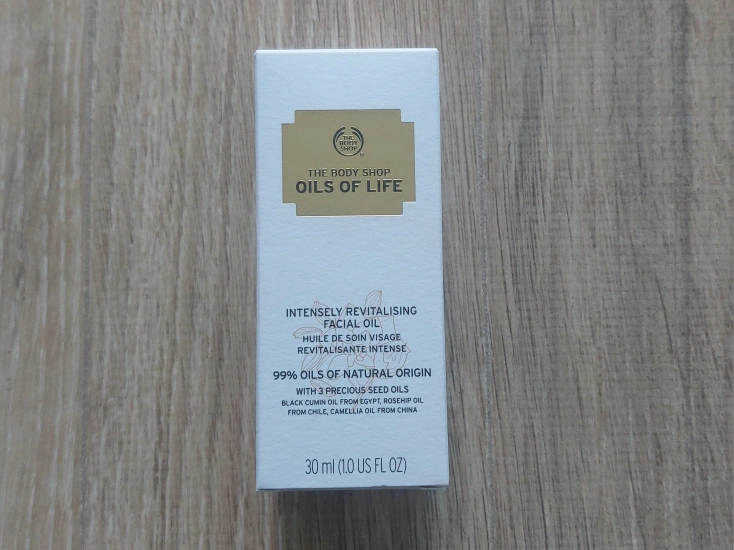 THE
BODY
SHOP
THE BODY SHOP
OILS OF LIFE
INTENSELY REVITALISING
FACIAL OIL
HUILE DE SOIN VISAGE
REVITALISANTE INTENSE
99% OILS OF NATURAL ORIGIN
WITH 3 PRECIOUS SEED OILS
BLACK CUMIN OIL FROM EGYPT, ROSEHIP OIL
FROM CHILE, CAMELLIA OIL FROM CHINA
30 ml (1.0 US FL OZ)